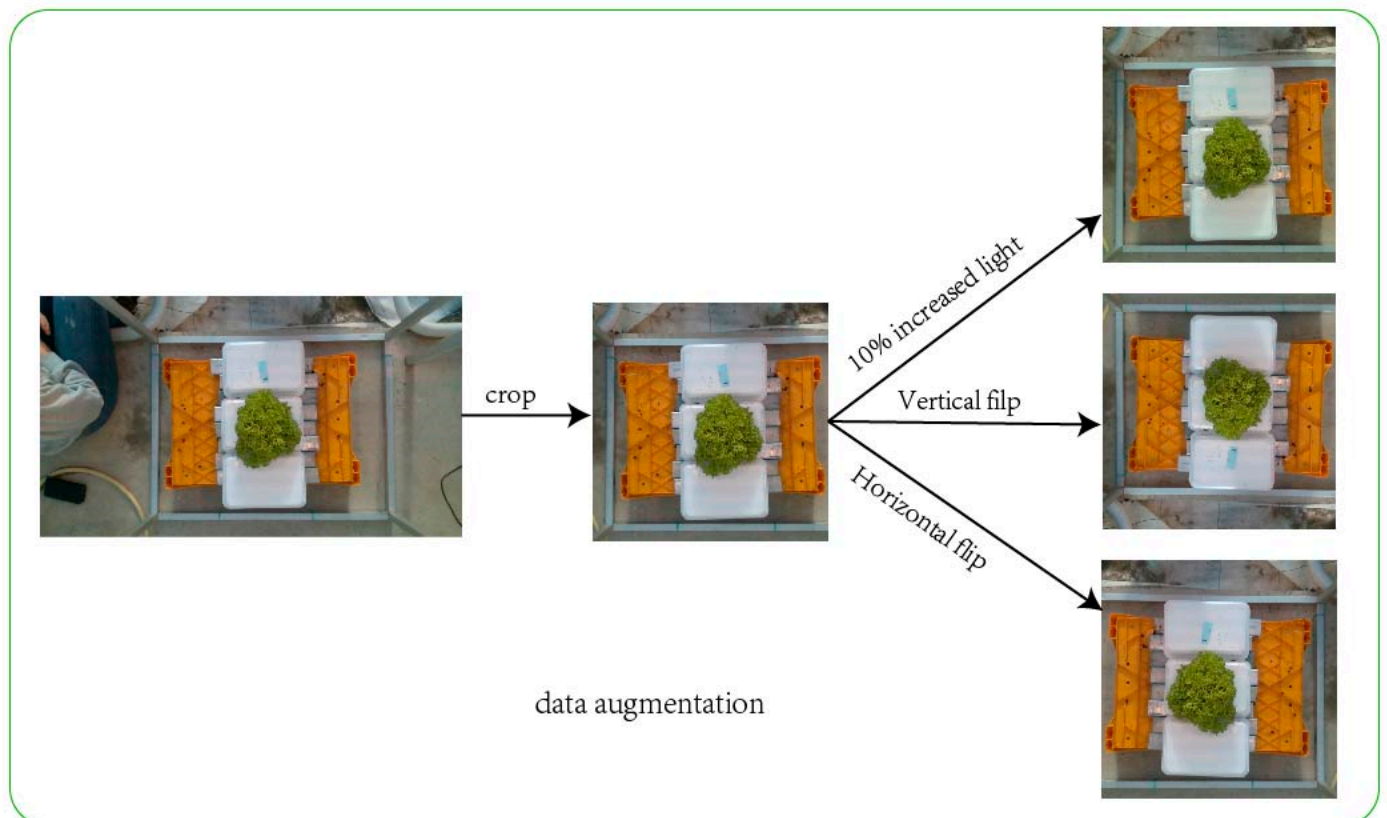 10% increased light
crop
Vertical filp
Horizontal flip
data augmentation